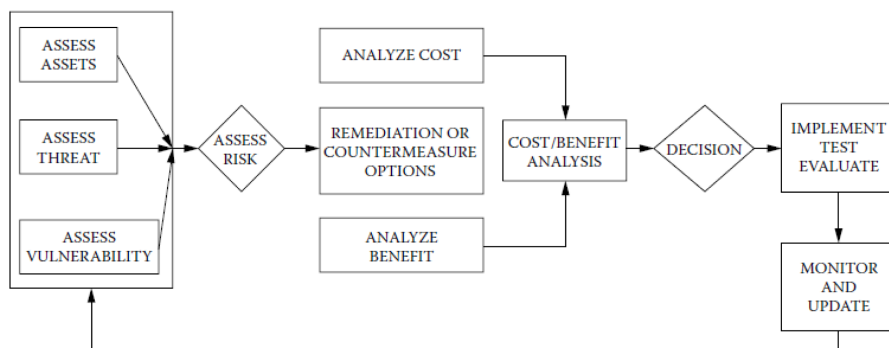 ASSESS
ASSETS
ASSESS
THREAT
ASSESS
VULNERABILITY
ASSESS
RISK
ANALYZE COST
REMEDIATION OR
COUNTERMEASURE
OPTIONS
ANALYZE
BENEFIT
COST/BENEFIT
ANALYSIS
DECISION
IMPLEMENT
TEST
EVALUATE
MONITOR
AND
UPDATE